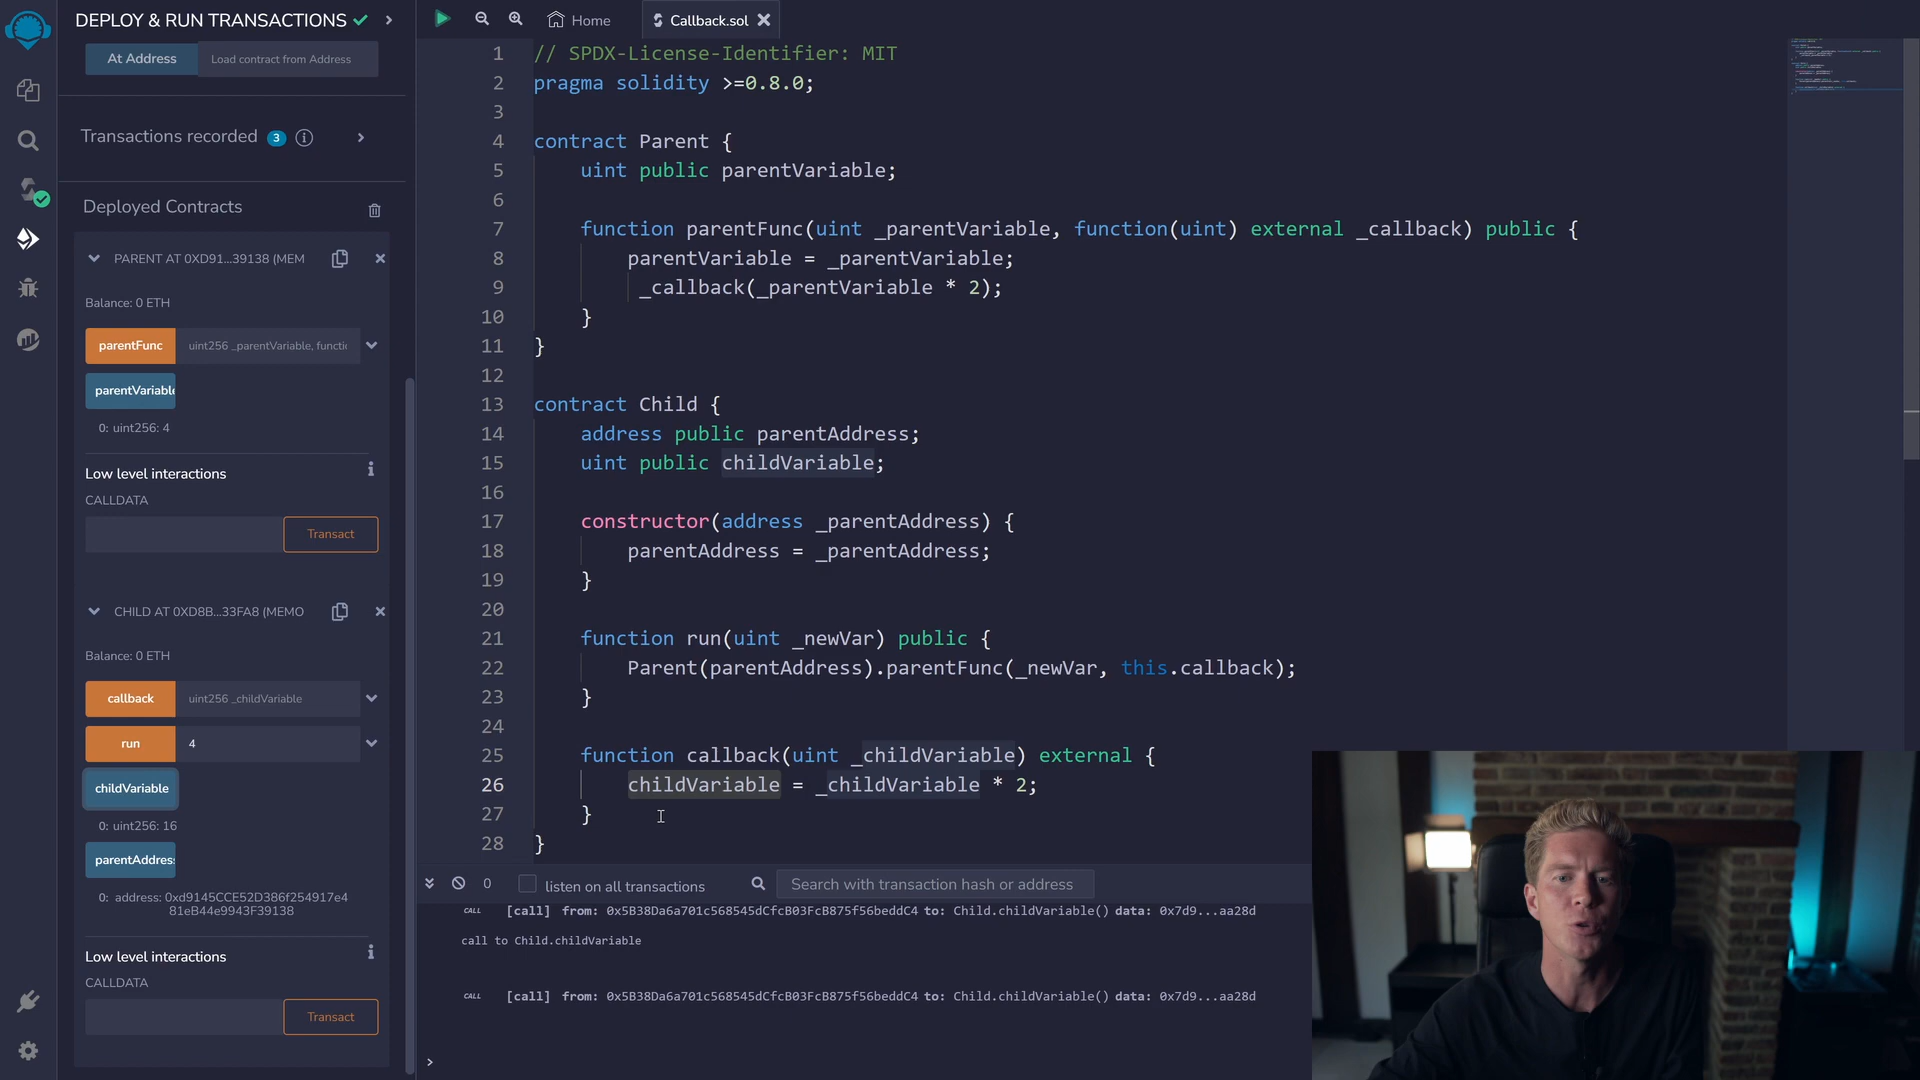 DEPLOY & RUN TRANSACTIONS
At Address
Load contract from Address
Transactions recorded 3
Deployed Contracts
PARENT AT 0XD91...39138 (MEM
Balance: 0 ETH
parentFunc
uint256 _parentVariable, functi
parentVariable
0: uint256: 4
Low level interactions
CALLDATA
Transact
CHILD AT 0XD8B...33FA8 (MEMO
Balance: 0 ETH
callback
uint256 _childVariable
run
4
childVariable
0: uint256: 16
parentAddres
0: address: 0xd9145CCE52D386f254917e4
81eB44e9943F39138
Low level interactions
CALLDATA
Transact
Home
Callback.sol
1 // SPDX-License-Identifier: MIT
2 pragma solidity >=0.8.0;
3
4 contract Parent {
5 uint public parentVariable;
6
7 function parentFunc(uint _parentVariable, function(uint) external _callback) public {
8 parentVariable = _parentVariable;
9 _callback(_parentVariable * 2);
10 }
11 }
12
13 contract Child {
14 address public parentAddress;
15 uint public childVariable;
16
17 constructor(address _parentAddress) {
18 parentAddress = _parentAddress;
19 }
20
21 function run(uint _newVar) public {
22 Parent(parentAddress).parentFunc(_newVar, this.callback);
23 }
24
25 function callback(uint _childVariable) external {
26 childVariable = _childVariable * 2;
27 }
28 }
0
listen on all transactions
Search with transaction hash or address
CALL [call] from: 0x5B38Da6a701c568545dCfcB03FcB875f56beddC4 to: Child.childVariable() data: 0x7d9...aa28d
call to Child.childVariable
CALL [call] from: 0x5B38Da6a701c568545dCfcB03FcB875f56beddC4 to: Child.childVariable() data: 0x7d9...aa28d
>